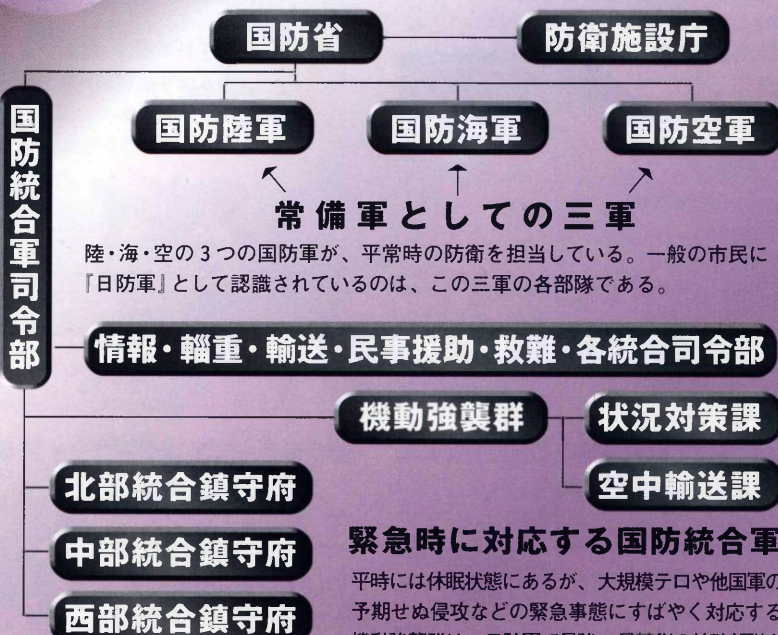 国防省
防衛施設庁
国防統合軍司令部
国防陸軍
国防海軍
国防空軍
常備軍としての三軍
陸・海・空の3つの国防軍が、平常時の防衛を担当している。一般の市民に
『日防軍』として認識されているのは、この三軍の各部隊である。
情報・輜重・輸送・民事援助・救難・各統合司令部
機動強襲群
状況対策課
空中輸送課
北部統合鎮守府
中部統合鎮守府
西部統合鎮守府
緊急時に対応する国防統合軍
平時には休眠状態にあるが、大規模テロや他国軍の
予期せぬ侵攻などの緊急事態にすばやく対応する